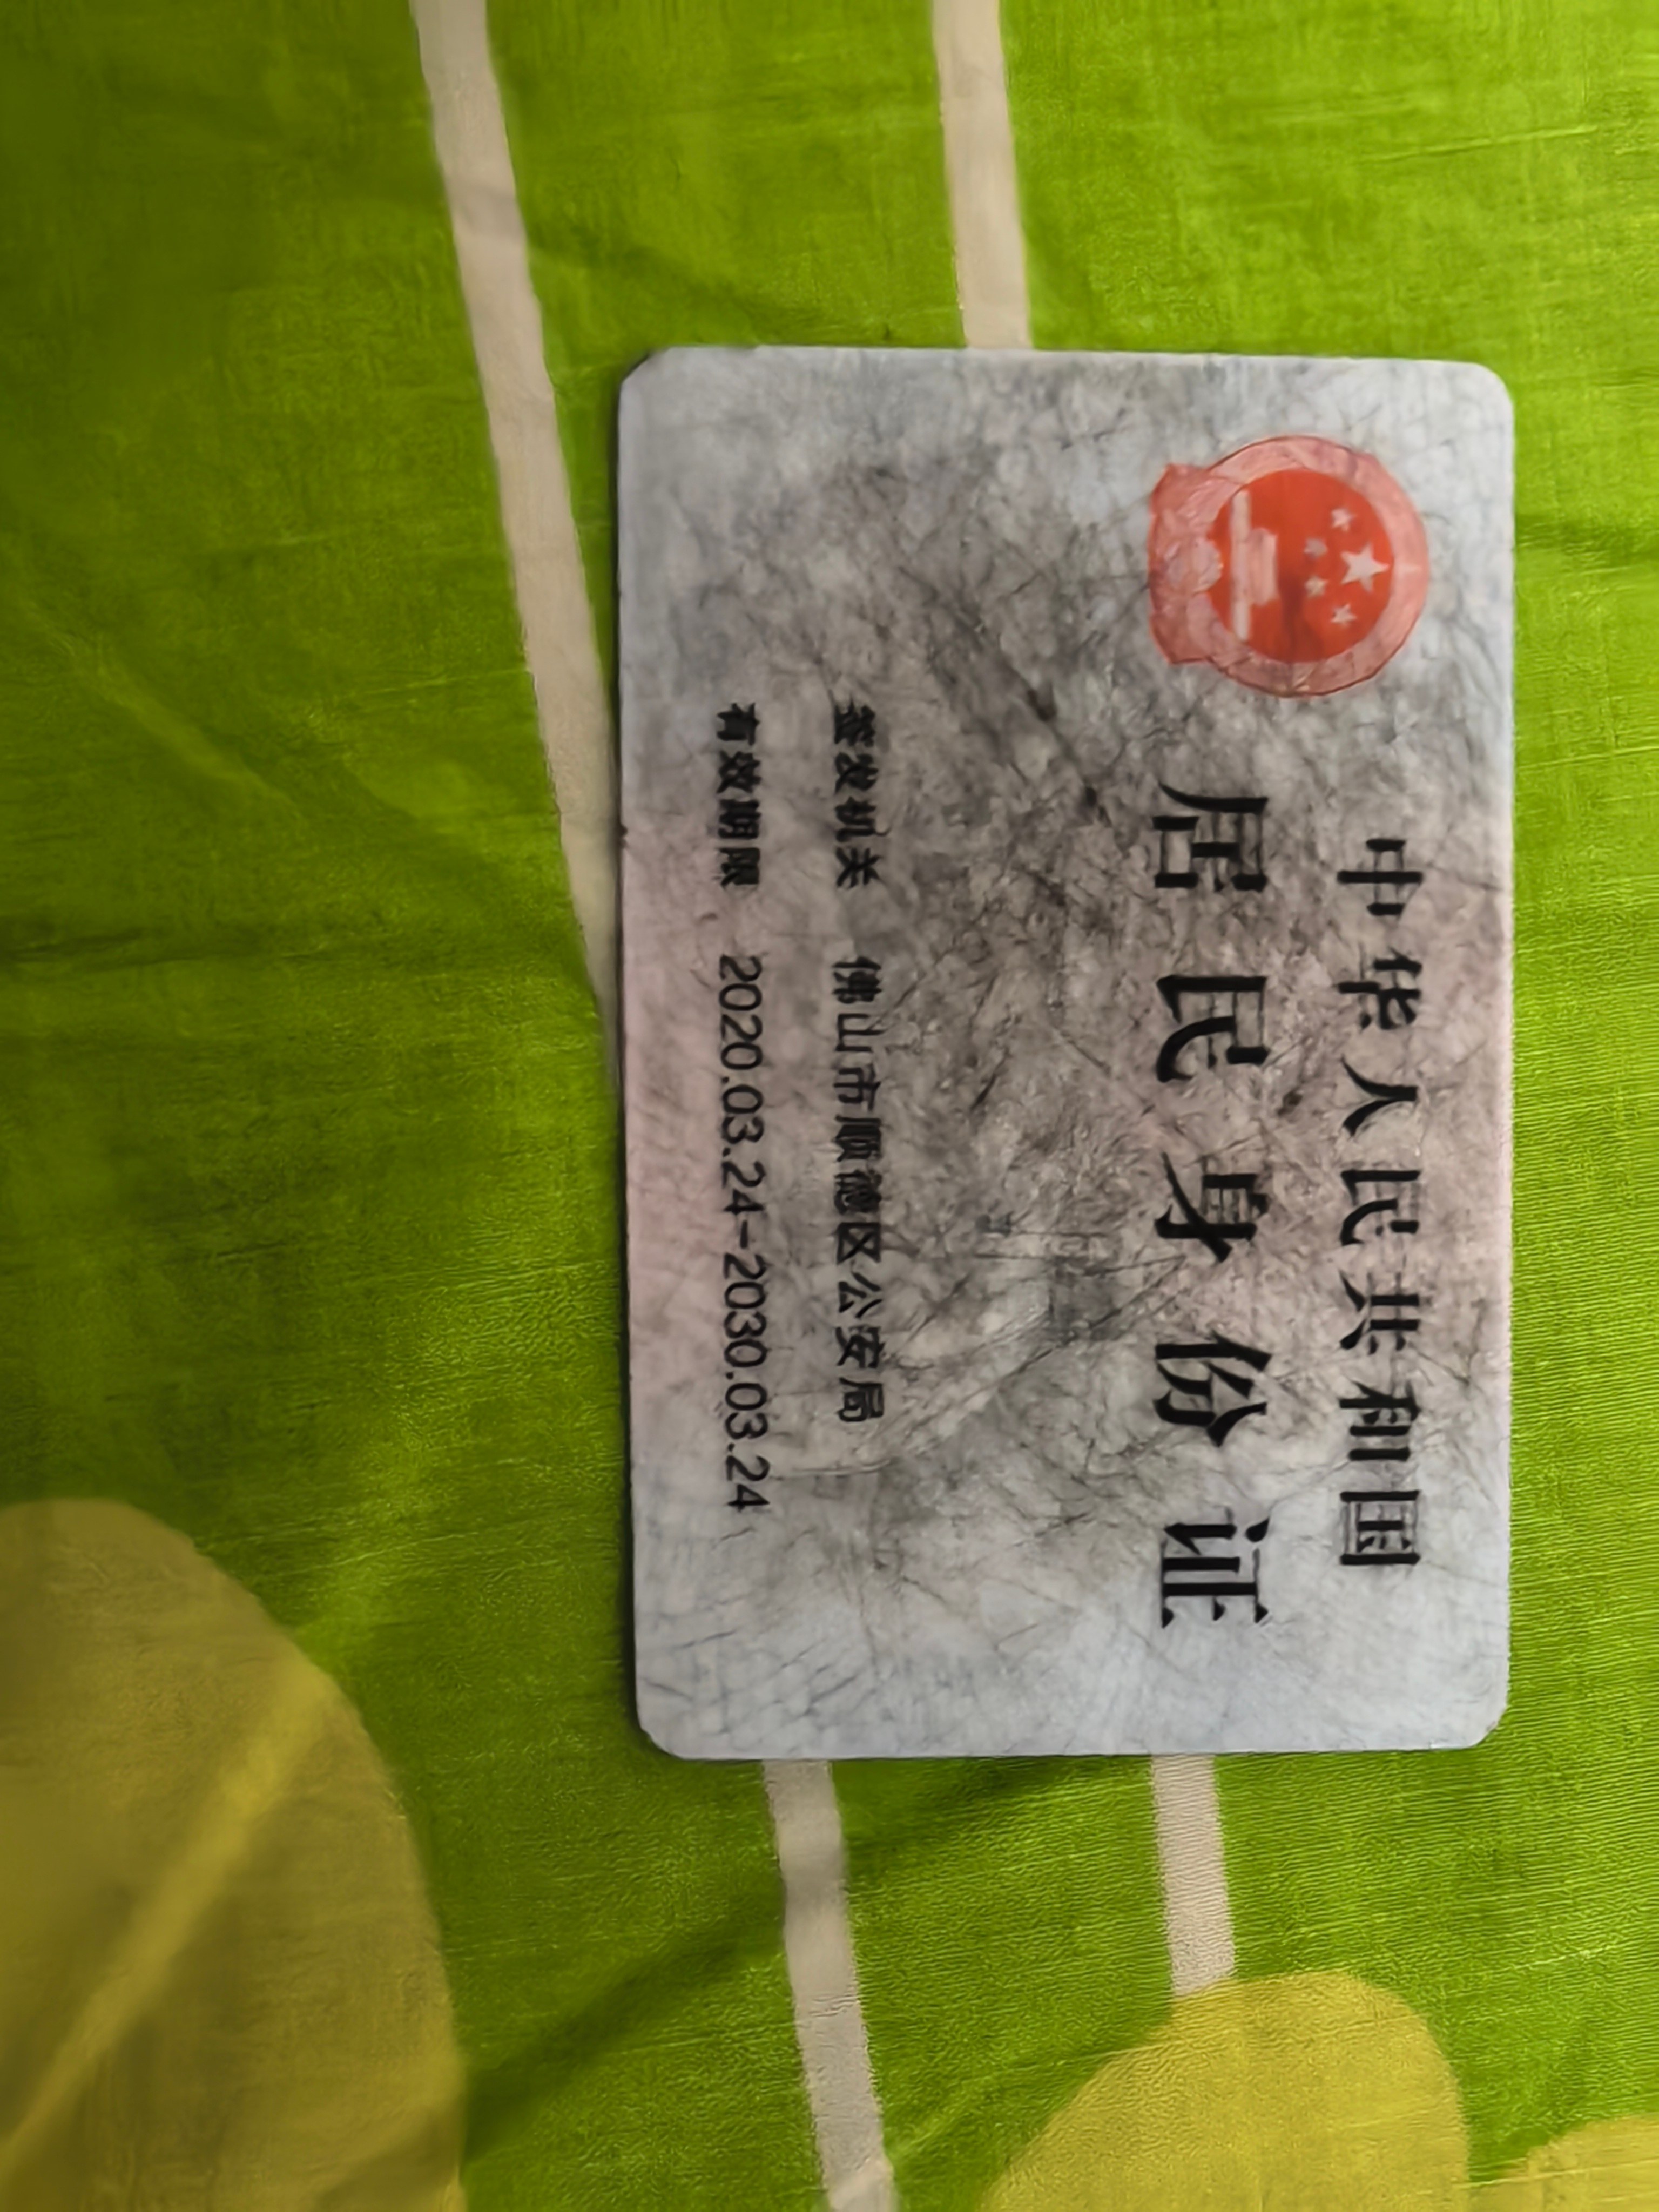 中华人民共和国
居民身份证
签发机关 佛山市顺德区公安局
有效期限 2020.03.24-2030.03.24